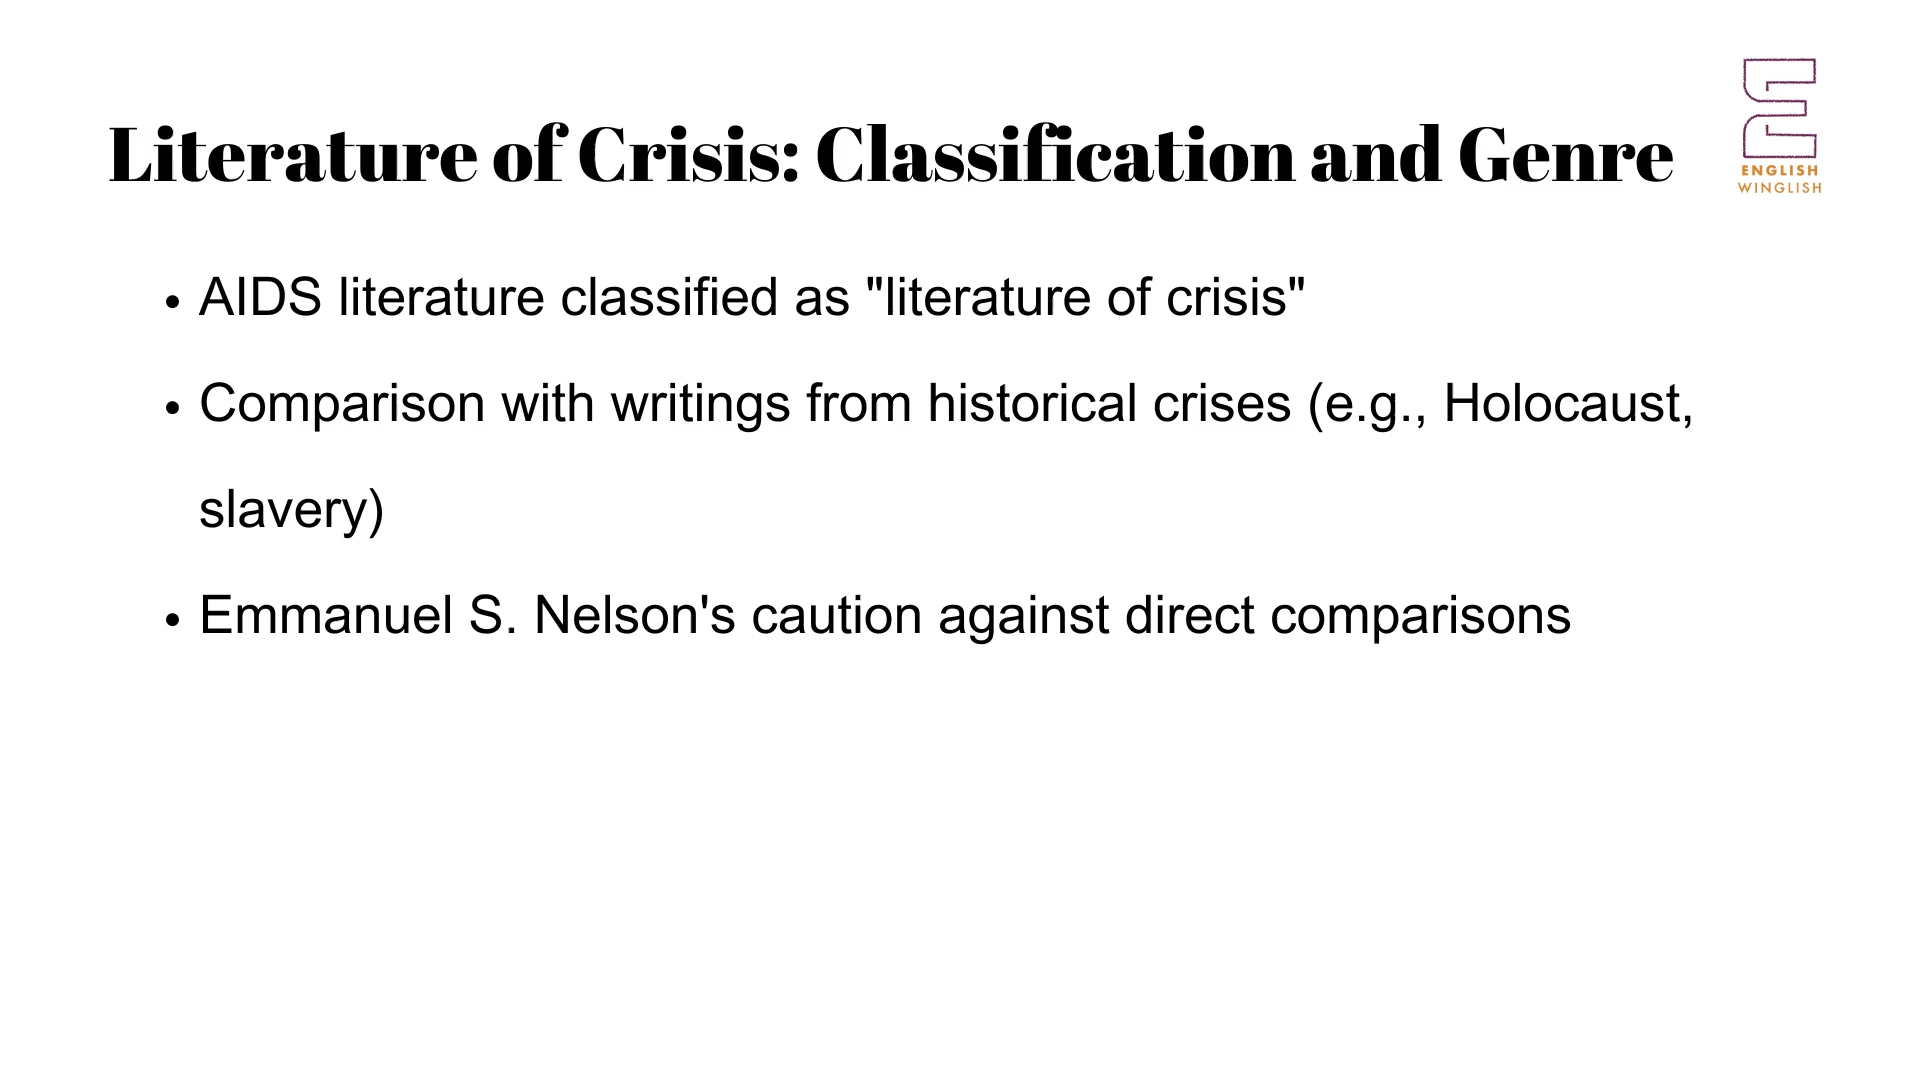 Literature of Crisis: Classification and Genre
ENGLISH
WINGLISH
• AIDS literature classified as "literature of crisis"
• Comparison with writings from historical crises (e.g., Holocaust,
slavery)
• Emmanuel S. Nelson's caution against direct comparisons